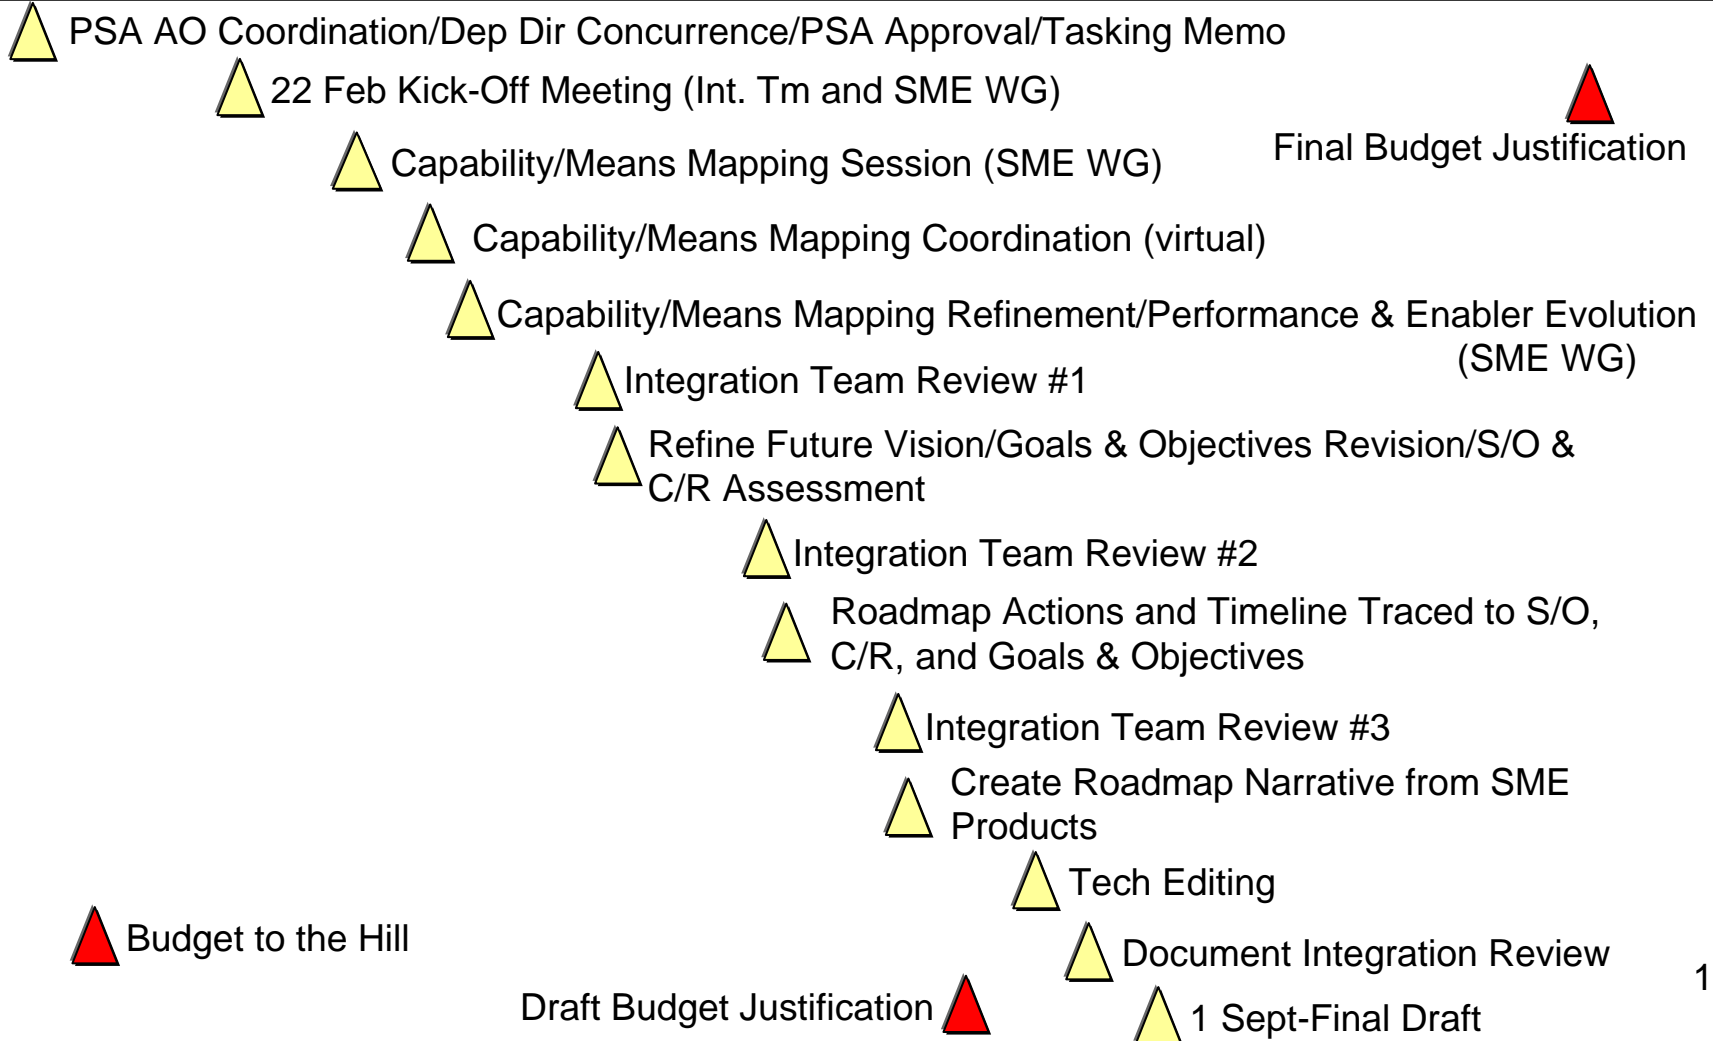 PSA AO Coordination/Dep Dir Concurrence/PSA Approval/Tasking Memo
22 Feb Kick-Off Meeting (Int. Tm and SME WG)
Final Budget Justification
Capability/Means Mapping Session (SME WG)
Capability/Means Mapping Coordination (virtual)
Capability/Means Mapping Refinement/Performance & Enabler Evolution
(SME WG)
Integration Team Review #1
Refine Future Vision/Goals & Objectives Revision/S/O &
C/R Assessment
Integration Team Review #2
Roadmap Actions and Timeline Traced to S/O,
C/R, and Goals & Objectives
Integration Team Review #3
Create Roadmap Narrative from SME
Products
Tech Editing
Budget to the Hill
Document Integration Review
1
Draft Budget Justification
1 Sept-Final Draft